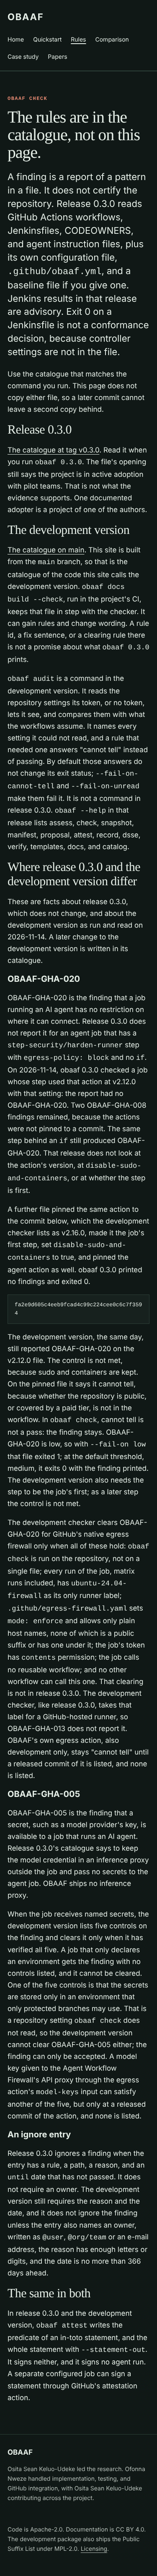 OBAAF
Home Quickstart Rules Comparison
Case study Papers
OBAAF CHECK
The rules are in the
catalogue, not on this
page.
A finding is a report of a pattern
in a file. It does not certify the
repository. Release 0.3.0 reads
GitHub Actions workflows,
Jenkinsfiles, CODEOWNERS,
and agent instruction files, plus
its own configuration file,
.github/obaaf.yml, and a
baseline file if you give one.
Jenkins results in that release
are advisory. Exit 0 on a
Jenkinsfile is not a conformance
decision, because controller
settings are not in the file.
Use the catalogue that matches the
command you run. This page does not
copy either file, so a later commit cannot
leave a second copy behind.
Release 0.3.0
The catalogue at tag v0.3.0. Read it when
you run obaaf 0.3.0. The file's opening
still says the project is in active adoption
with pilot teams. That is not what the
evidence supports. One documented
adopter is a project of one of the authors.
The development version
The catalogue on main. This site is built
from the main branch, so that is the
catalogue of the code this site calls the
development version. obaaf docs
build --check, run in the project's CI,
keeps that file in step with the checker. It
can gain rules and change wording. A rule
id, a fix sentence, or a clearing rule there
is not a promise about what obaaf 0.3.0
prints.
obaaf audit is a command in the
development version. It reads the
repository settings its token, or no token,
lets it see, and compares them with what
the workflows assume. It names every
setting it could not read, and a rule that
needed one answers "cannot tell" instead
of passing. By default those answers do
not change its exit status; --fail-on-
cannot-tell and --fail-on-unread
make them fail it. It is not a command in
release 0.3.0. obaaf --help in that
release lists assess, check, snapshot,
manifest, proposal, attest, record, dsse,
verify, templates, docs, and catalog.
Where release 0.3.0 and the
development version differ
These are facts about release 0.3.0,
which does not change, and about the
development version as run and read on
2026-11-14. A later change to the
development version is written in its
catalogue.
OBAAF-GHA-020
OBAAF-GHA-020 is the finding that a job
running an AI agent has no restriction on
where it can connect. Release 0.3.0 does
not report it for an agent job that has a
step-security/harden-runner step
with egress-policy: block and no if.
On 2026-11-14, obaaf 0.3.0 checked a job
whose step used that action at v2.12.0
with that setting: the report had no
OBAAF-GHA-020. Two OBAAF-GHA-008
findings remained, because the actions
were not pinned to a commit. The same
step behind an if still produced OBAAF-
GHA-020. That release does not look at
the action's version, at disable-sudo-
and-containers, or at whether the step
is first.
A further file pinned the same action to
the commit below, which the development
checker lists as v2.16.0, made it the job's
first step, set disable-sudo-and-
containers to true, and pinned the
agent action as well. obaaf 0.3.0 printed
no findings and exited 0.
The development version, the same day,
still reported OBAAF-GHA-020 on the
v2.12.0 file. The control is not met,
because sudo and containers are kept.
On the pinned file it says it cannot tell,
because whether the repository is public,
or covered by a paid tier, is not in the
workflow. In obaaf check, cannot tell is
not a pass: the finding stays. OBAAF-
GHA-020 is low, so with --fail-on low
that file exited 1; at the default threshold,
medium, it exited 0 with the finding printed.
The development version also needs the
step to be the job's first; as a later step
the control is not met.
The development checker clears OBAAF-
GHA-020 for GitHub's native egress
firewall only when all of these hold: obaaf
check is run on the repository, not on a
single file; every run of the job, matrix
runs included, has ubuntu-24.04-
firewall as its only runner label;
.github/egress-firewall.yaml sets
mode: enforce and allows only plain
host names, none of which is a public
suffix or has one under it; the job's token
has contents permission; the job calls
no reusable workflow; and no other
workflow can call this one. That clearing
is not in release 0.3.0. The development
checker, like release 0.3.0, takes that
label for a GitHub-hosted runner, so
OBAAF-GHA-013 does not report it.
OBAAF's own egress action, also
development only, stays "cannot tell" until
a released commit of it is listed, and none
is listed.
OBAAF-GHA-005
OBAAF-GHA-005 is the finding that a
secret, such as a model provider's key, is
available to a job that runs an AI agent.
Release 0.3.0's catalogue says to keep
the model credential in an inference proxy
outside the job and pass no secrets to the
agent job. OBAAF ships no inference
proxy.
When the job receives named secrets, the
development version lists five controls on
the finding and clears it only when it has
verified all five. A job that only declares
an environment gets the finding with no
controls listed, and it cannot be cleared.
One of the five controls is that the secrets
are stored only in an environment that
only protected branches may use. That is
a repository setting obaaf check does
not read, so the development version
cannot clear OBAAF-GHA-005 either; the
finding can only be accepted. A model
key given to the Agent Workflow
Firewall's API proxy through the egress
action's model-keys input can satisfy
another of the five, but only at a released
commit of the action, and none is listed.
An ignore entry
Release 0.3.0 ignores a finding when the
entry has a rule, a path, a reason, and an
until date that has not passed. It does
not require an owner. The development
version still requires the reason and the
date, and it does not ignore the finding
unless the entry also names an owner,
written as @user, @org/team or an e-mail
address, the reason has enough letters or
digits, and the date is no more than 366
days ahead.
The same in both
In release 0.3.0 and the development
version, obaaf attest writes the
predicate of an in-toto statement, and the
whole statement with --statement-out.
It signs neither, and it signs no agent run.
A separate configured job can sign a
statement through GitHub's attestation
action.
OBAAF
Osita Sean Keluo-Udeke led the research. Ofonna
Nweze handled implementation, testing, and
GitHub integration, with Osita Sean Keluo-Udeke
contributing across the project.
Code is Apache-2.0. Documentation is CC BY 4.0.
The development package also ships the Public
Suffix List under MPL-2.0. Licensing.